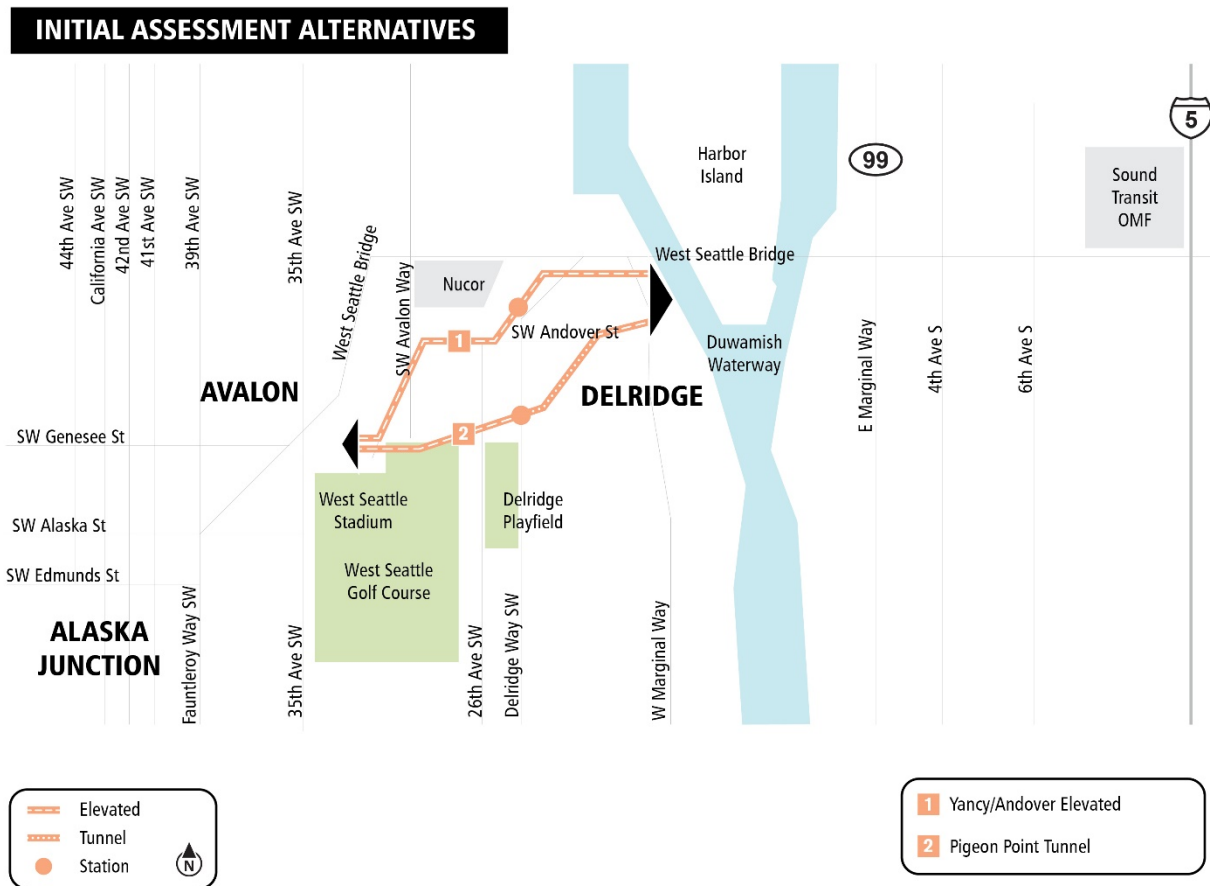 INITIAL ASSESSMENT ALTERNATIVES
5
Harbor
Island
99
Sound
Transit
OMF
44th Ave SW
California Ave SW
42nd Ave SW
41st Ave SW
39th Ave SW
35th Ave SW
West Seattle Bridge
SW Avalon Way
Nucor
West Seattle Bridge
1
SW Andover St
Duwamish
Waterway
E Marginal Way
4th Ave S
6th Ave S
AVALON
DELRIDGE
SW Genesee St
2
West Seattle
Stadium
Delridge
Playfield
SW Alaska St
SW Edmunds St
West Seattle
Golf Course
ALASKA
JUNCTION
Fauntleroy Way SW
35th Ave SW
26th Ave SW
Delridge Way SW
W Marginal Way
Elevated
Tunnel
Station
N
1 Yancy/Andover Elevated
2 Pigeon Point Tunnel